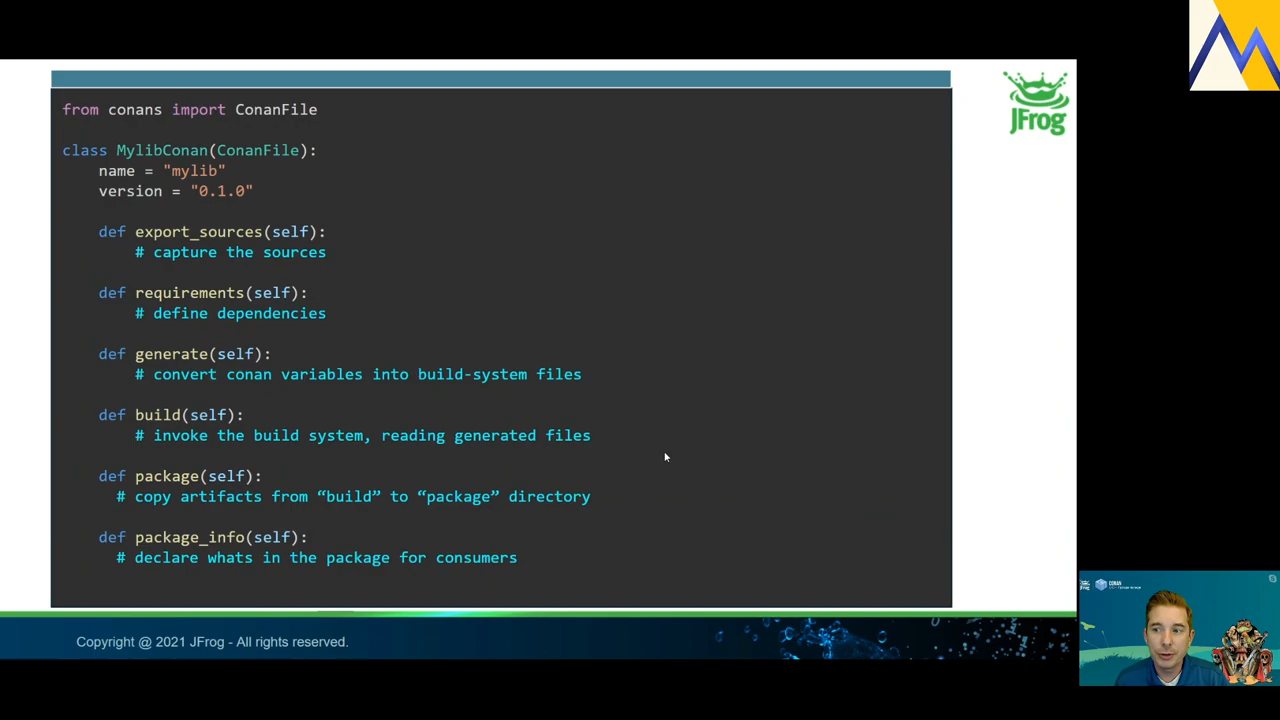 from conans import ConanFile
class MylibConan(ConanFile):
name = "mylib"
version = "0.1.0"
def export_sources(self):
# capture the sources
def requirements(self):
# define dependencies
def generate(self):
# convert conan variables into build-system files
def build(self):
# invoke the build system, reading generated files
def package(self):
# copy artifacts from “build” to “package” directory
def package_info(self):
# declare whats in the package for consumers
JFrog
Copyright @ 2021 JFrog - All rights reserved.
CONAN